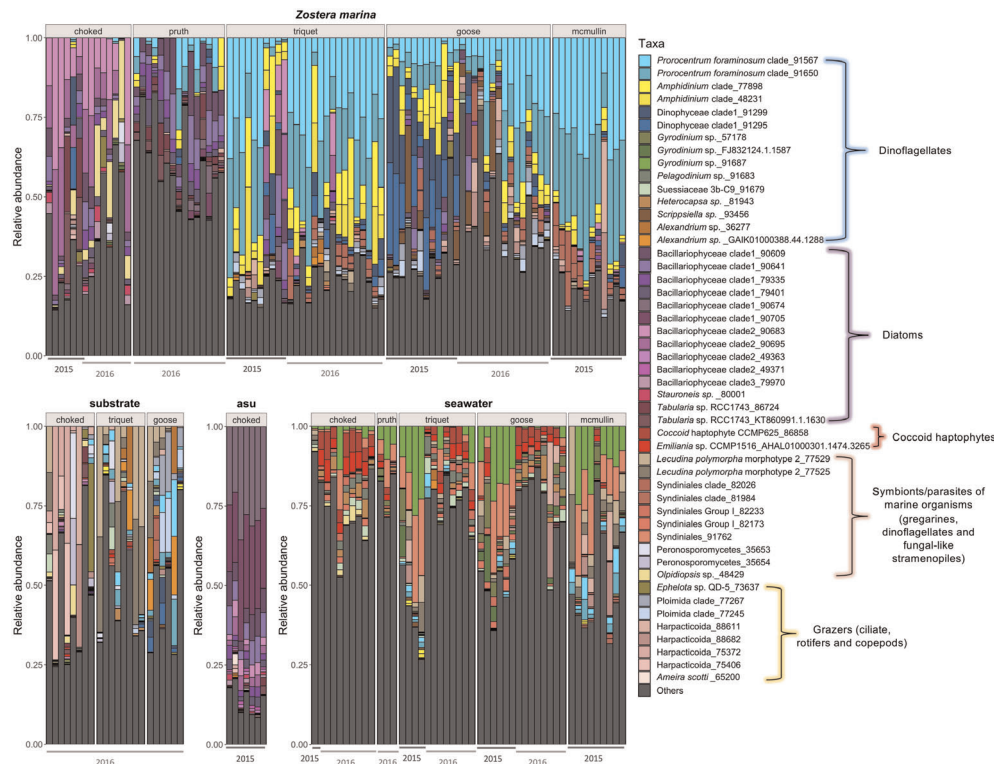 Zostera marina
choked pruth triquet goose mcmullin
Relative abundance
1.00
0.75
0.50
0.25
0.00
2015 2016 2016 2015 2016 2015 2016 2015
substrate asu seawater
choked triquet goose choked choked pruth triquet goose mcmullin
Relative abundance
1.00
0.75
0.50
0.25
0.00
2016
Relative abundance
1.00
0.75
0.50
0.25
0.00
2015
Relative abundance
1.00
0.75
0.50
0.25
0.00
2015 2016 2016 2015 2016 2015 2016 2015
Taxa
Prorocentrum foraminosum clade_91567
Prorocentrum foraminosum clade_91650
Amphidinium clade_77898
Amphidinium clade_48231
Dinophyceae clade1_91299
Dinophyceae clade1_91295
Gyrodinium sp._57178
Gyrodinium sp._FJ832124.1.1587
Gyrodinium sp._91687
Pelagodinium sp._91683
Suessiaceae 3b-C9_91679
Heterocapsa sp._81943
Scrippsiella sp._93456
Alexandrium sp._36277
Alexandrium sp._GAIK01000388.44.1288
Bacillariophyceae clade1_90609
Bacillariophyceae clade1_90641
Bacillariophyceae clade1_79335
Bacillariophyceae clade1_79401
Bacillariophyceae clade1_90674
Bacillariophyceae clade1_90705
Bacillariophyceae clade2_90683
Bacillariophyceae clade2_90695
Bacillariophyceae clade2_49363
Bacillariophyceae clade2_49371
Bacillariophyceae clade3_79970
Stauroneis sp._80001
Tabularia sp. RCC1743_86724
Tabularia sp. RCC1743_KT860991.1.1630
Coccoid haptophyte CCMP625_86858
Emiliania sp. CCMP1516_AHAL01000301.1474.3265
Lecudina polymorpha morphotype 2_77529
Lecudina polymorpha morphotype 2_77525
Syndiniales clade_82026
Syndiniales clade_81984
Syndiniales Group I_82233
Syndiniales Group I_82173
Syndiniales_91762
Peronosporomycetes_35653
Peronosporomycetes_35654
Olpidiopsis sp._48429
Ephelota sp. QD-5_73637
Ploimida clade_77267
Ploimida clade_77245
Harpacticoida_88611
Harpacticoida_88682
Harpacticoida_75372
Harpacticoida_75406
Ameira scotti_65200
Others
Dinoflagellates
Diatoms
Coccoid haptophytes
Symbionts/parasites of
marine organisms
(gregarines,
dinoflagellates and
fungal-like
stramenopiles)
Grazers (ciliate,
rotifers and copepods)